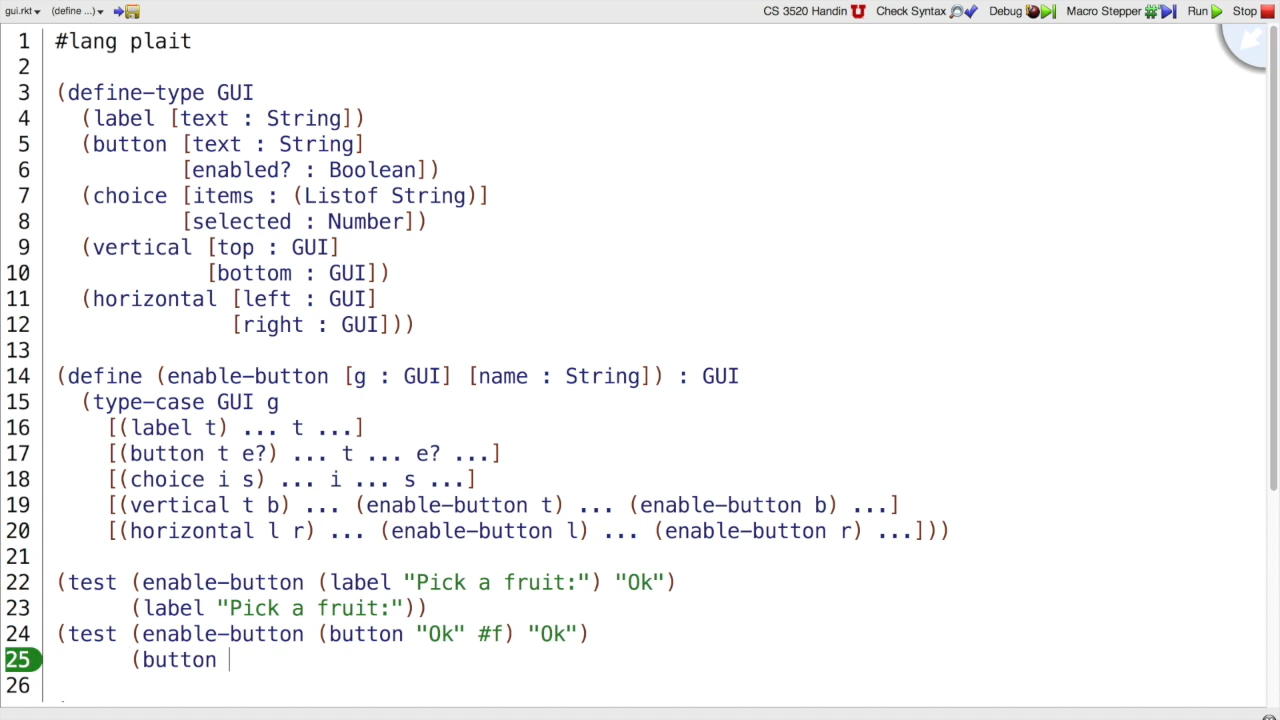 gui.rkt▾ (define ...)▾ CS 3520 Handin Check Syntax Debug Macro Stepper Run Stop
1 #lang plait
2
3 (define-type GUI
4 (label [text : String])
5 (button [text : String]
6 [enabled? : Boolean])
7 (choice [items : (Listof String)]
8 [selected : Number])
9 (vertical [top : GUI]
10 [bottom : GUI])
11 (horizontal [left : GUI]
12 [right : GUI]))
13
14 (define (enable-button [g : GUI] [name : String]) : GUI
15 (type-case GUI g
16 [(label t) ... t ...]
17 [(button t e?) ... t ... e? ...]
18 [(choice i s) ... i ... s ...]
19 [(vertical t b) ... (enable-button t) ... (enable-button b) ...]
20 [(horizontal l r) ... (enable-button l) ... (enable-button r) ...]))
21
22 (test (enable-button (label "Pick a fruit:") "Ok")
23 (label "Pick a fruit:"))
24 (test (enable-button (button "Ok" #f) "Ok")
25 (button
26